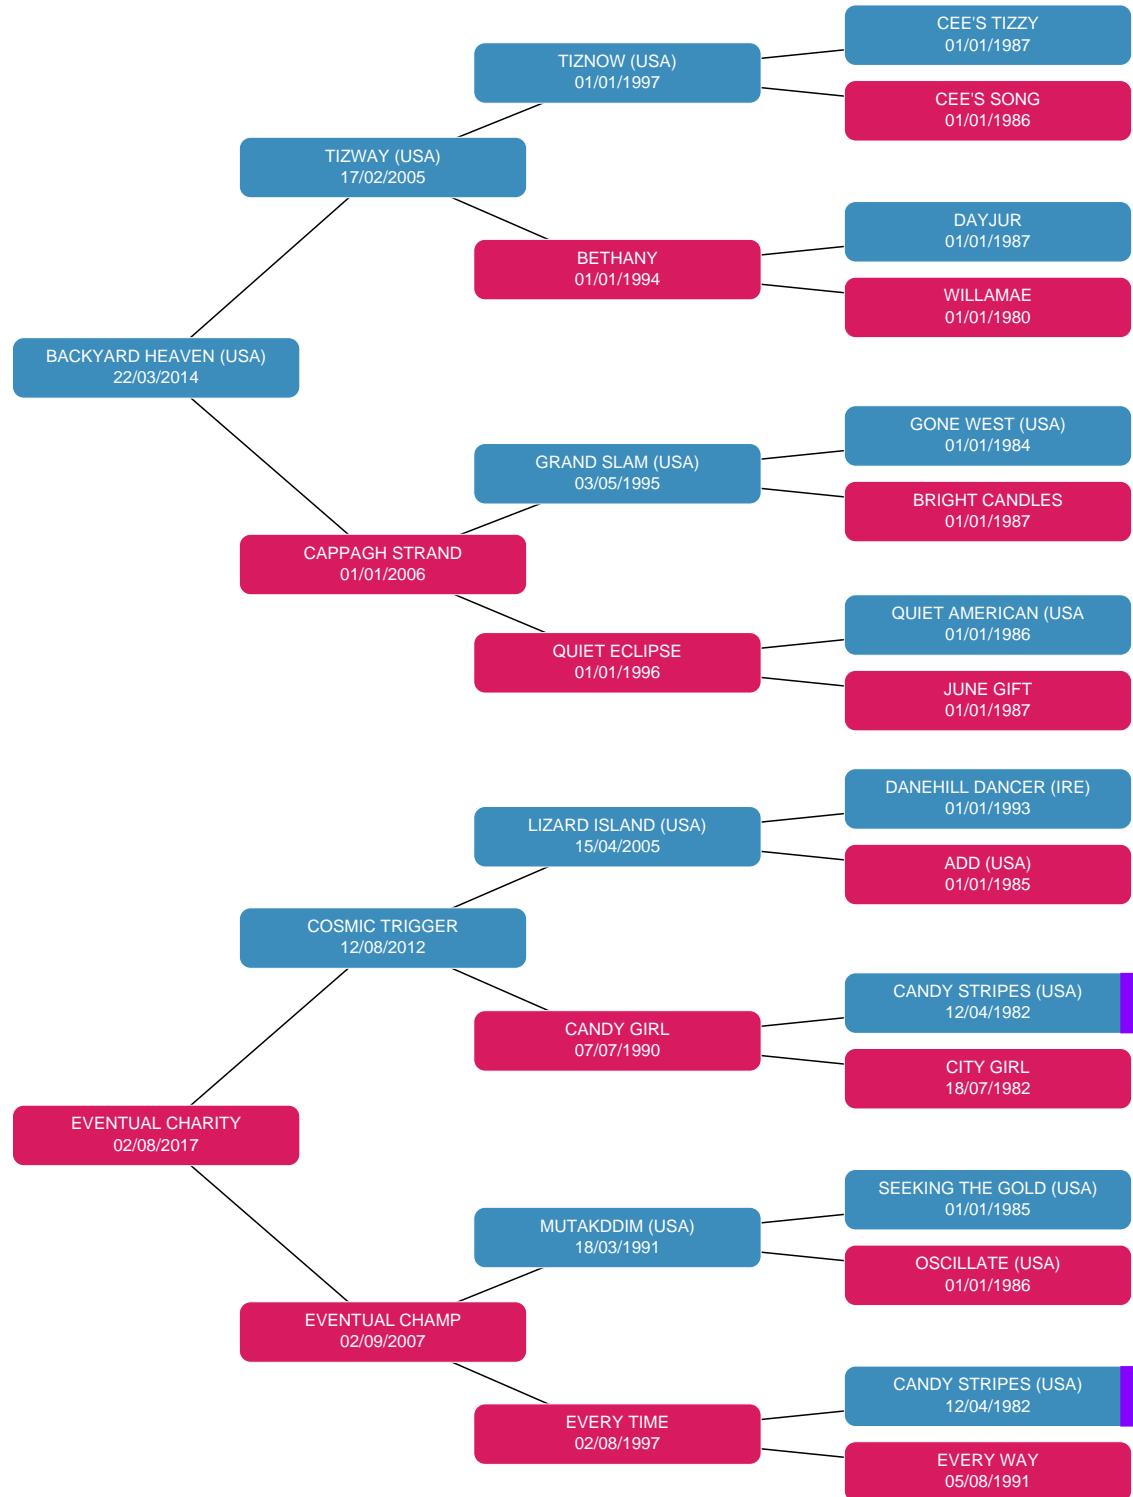 CEE'S TIZZY
01/01/1987
TIZNOW (USA)
01/01/1997
CEE'S SONG
01/01/1986
TIZWAY (USA)
17/02/2005
DAYJUR
01/01/1987
BETHANY
01/01/1994
WILLAMAE
01/01/1980
BACKYARD HEAVEN (USA)
22/03/2014
GONE WEST (USA)
01/01/1984
GRAND SLAM (USA)
03/05/1995
BRIGHT CANDLES
01/01/1987
CAPPAGH STRAND
01/01/2006
QUIET AMERICAN (USA
01/01/1986
QUIET ECLIPSE
01/01/1996
JUNE GIFT
01/01/1987
DANEHILL DANCER (IRE)
01/01/1993
LIZARD ISLAND (USA)
15/04/2005
ADD (USA)
01/01/1985
COSMIC TRIGGER
12/08/2012
CANDY STRIPES (USA)
12/04/1982
CANDY GIRL
07/07/1990
CITY GIRL
18/07/1982
EVENTUAL CHARITY
02/08/2017
SEEKING THE GOLD (USA)
01/01/1985
MUTAKDDIM (USA)
18/03/1991
OSCILLATE (USA)
01/01/1986
EVENTUAL CHAMP
02/09/2007
CANDY STRIPES (USA)
12/04/1982
EVERY TIME
02/08/1997
EVERY WAY
05/08/1991